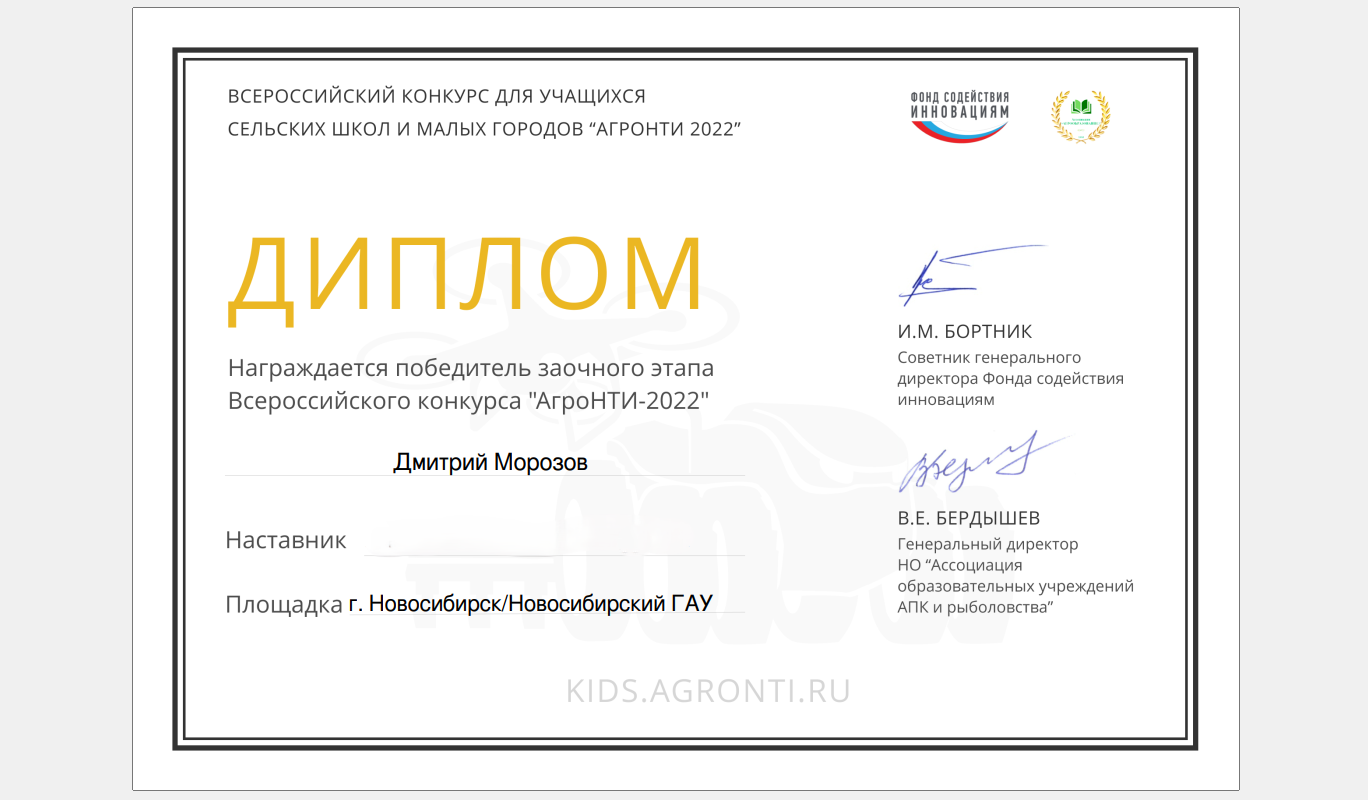 ВСЕРОССИЙСКИЙ КОНКУРС ДЛЯ УЧАЩИХСЯ
СЕЛЬСКИХ ШКОЛ И МАЛЫХ ГОРОДОВ “АГРОНТИ 2022”
ФОНД СОДЕЙСТВИЯ
ИННОВАЦИЯМ
ДИПЛОМ
Награждается победитель заочного этапа
Всероссийского конкурса "АгроНТИ-2022"
Дмитрий Морозов
Наставник
Площадка г. Новосибирск/Новосибирский ГАУ
И.М. БОРТНИК
Советник генерального
директора Фонда содействия
инновациям
В.Е. БЕРДЫШЕВ
Генеральный директор
НО “Ассоциация
образовательных учреждений
АПК и рыболовства”
KIDS.AGRONTI.RU